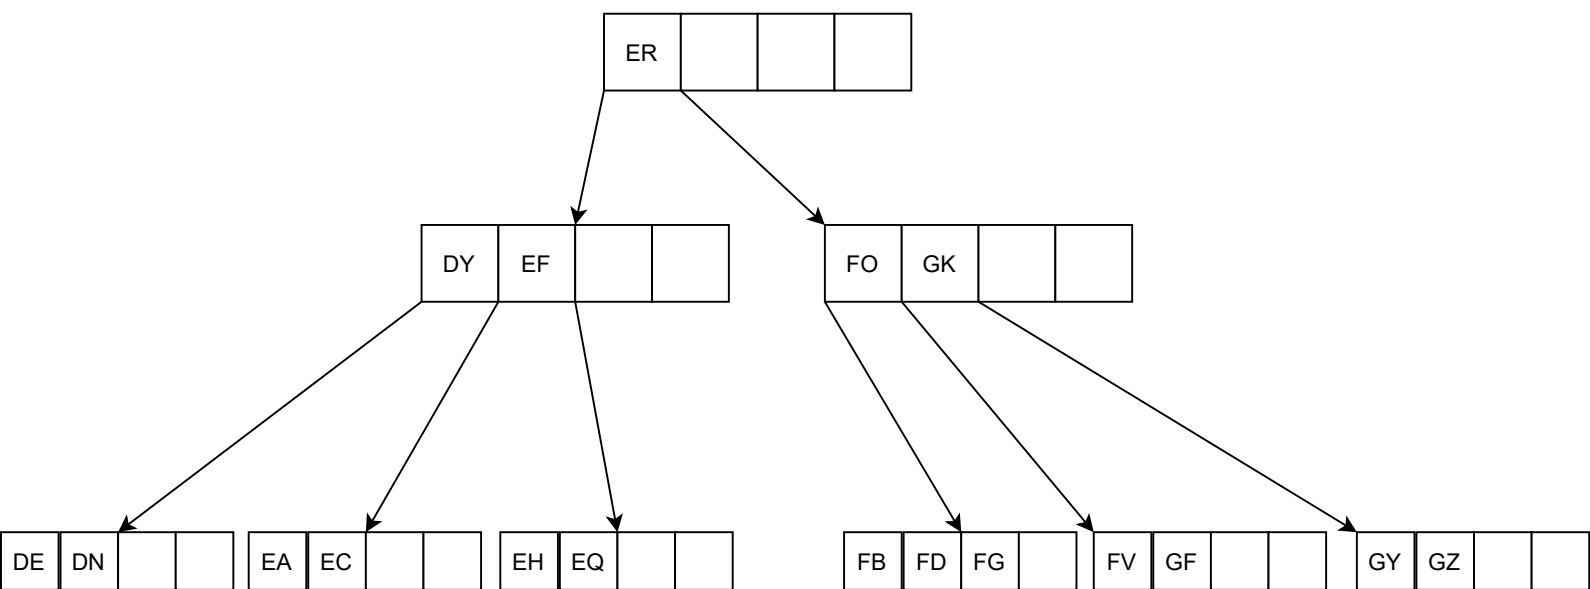 ER
DY EF
FO GK
DE DN
EA EC
EH EQ
FB FD FG
FV GF
GY GZ